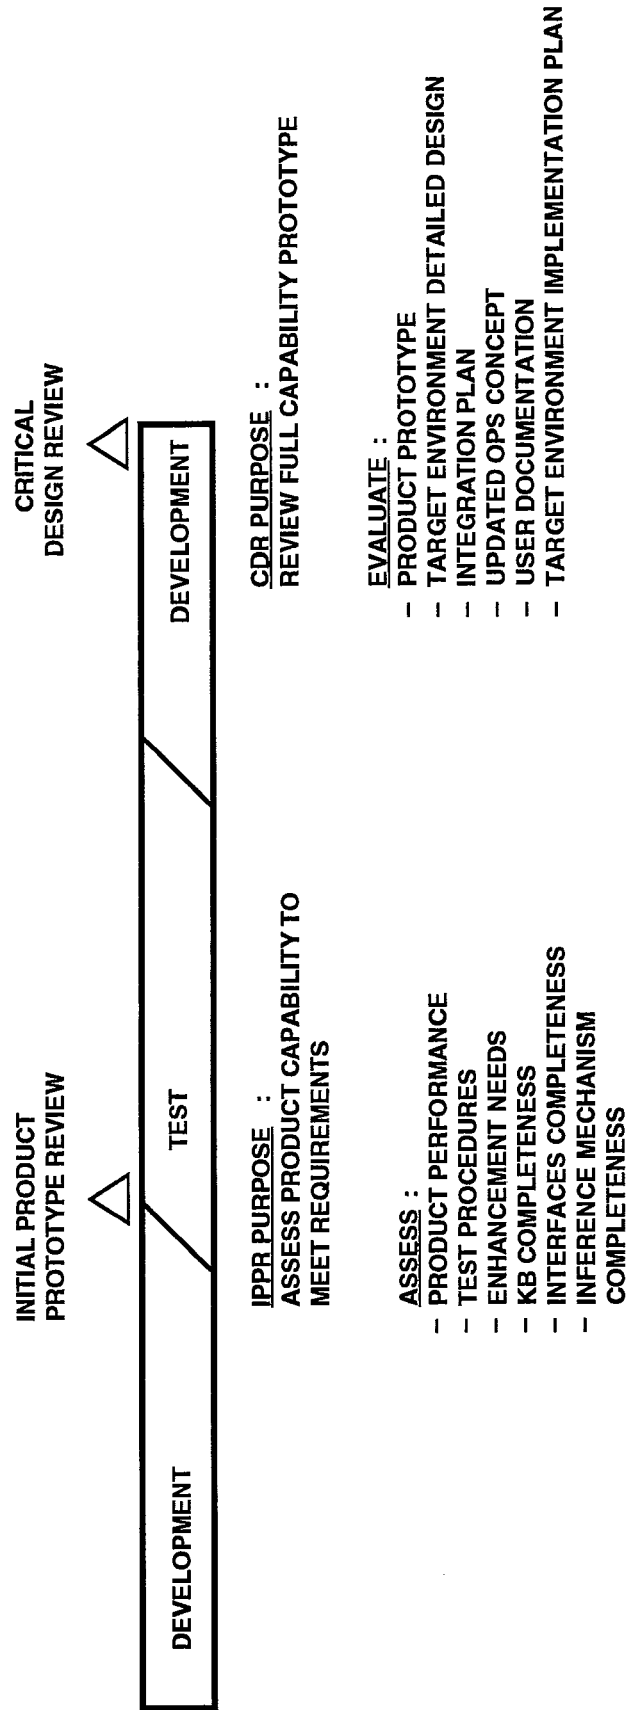 INITIAL PRODUCT
PROTOTYPE REVIEW
CRITICAL
DESIGN REVIEW
DEVELOPMENT
TEST
DEVELOPMENT
IPPR PURPOSE :
ASSESS PRODUCT CAPABILITY TO
MEET REQUIREMENTS
CDR PURPOSE :
REVIEW FULL CAPABILITY PROTOTYPE
ASSESS :
– PRODUCT PERFORMANCE
– TEST PROCEDURES
– ENHANCEMENT NEEDS
– KB COMPLETENESS
– INTERFACES COMPLETENESS
– INFERENCE MECHANISM
COMPLETENESS
EVALUATE :
– PRODUCT PROTOTYPE
– TARGET ENVIRONMENT DETAILED DESIGN
– INTEGRATION PLAN
– UPDATED OPS CONCEPT
– USER DOCUMENTATION
– TARGET ENVIRONMENT IMPLEMENTATION PLAN